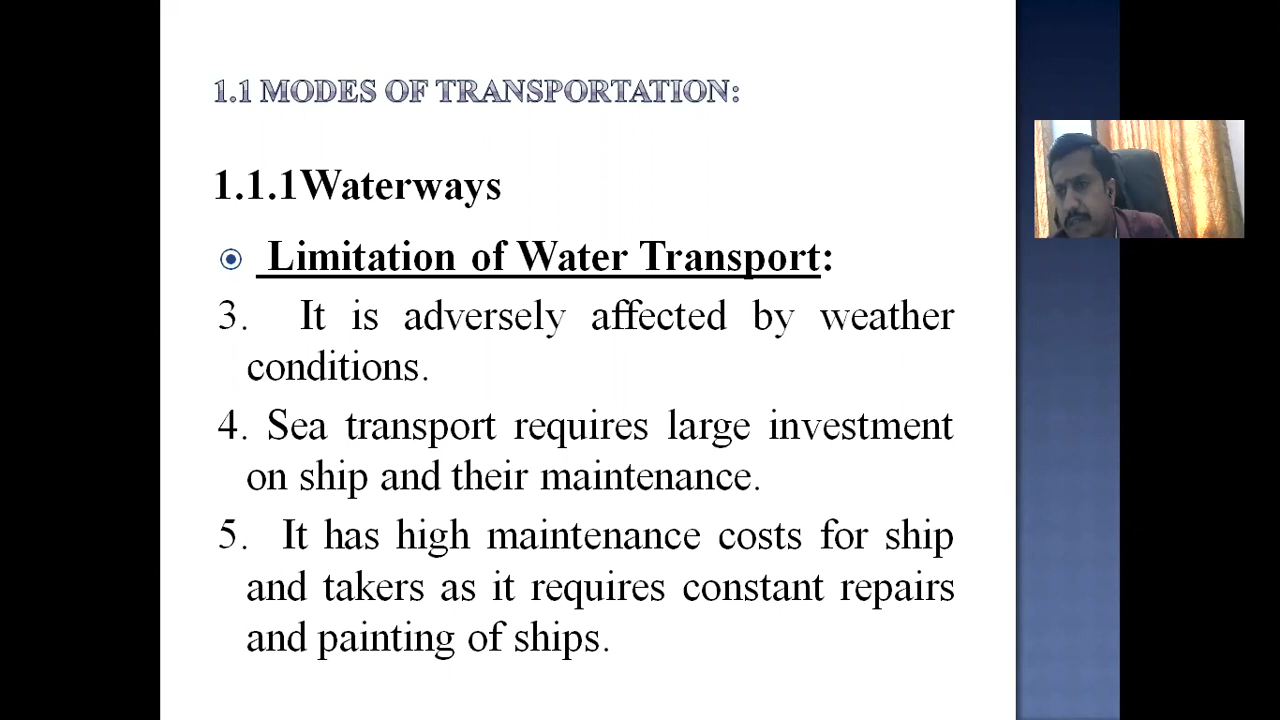 1.1 MODES OF TRANSPORTATION:
1.1.1Waterways
Limitation of Water Transport:
3. It is adversely affected by weather
conditions.
4. Sea transport requires large investment
on ship and their maintenance.
5. It has high maintenance costs for ship
and takers as it requires constant repairs
and painting of ships.